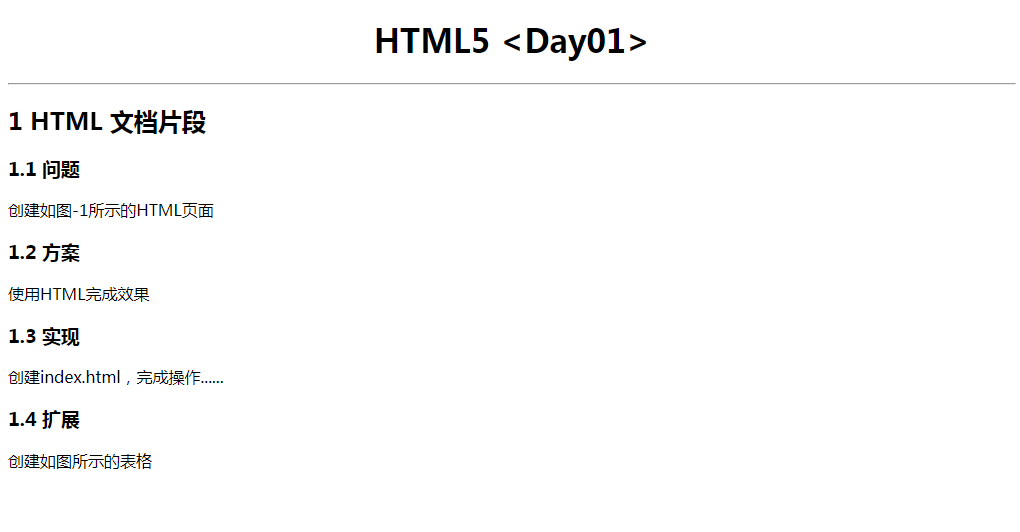 HTML5 <Day01>
1 HTML 文档片段
1.1 问题
创建如图-1所示的HTML页面
1.2 方案
使用HTML完成效果
1.3 实现
创建index.html，完成操作......
1.4 扩展
创建如图所示的表格